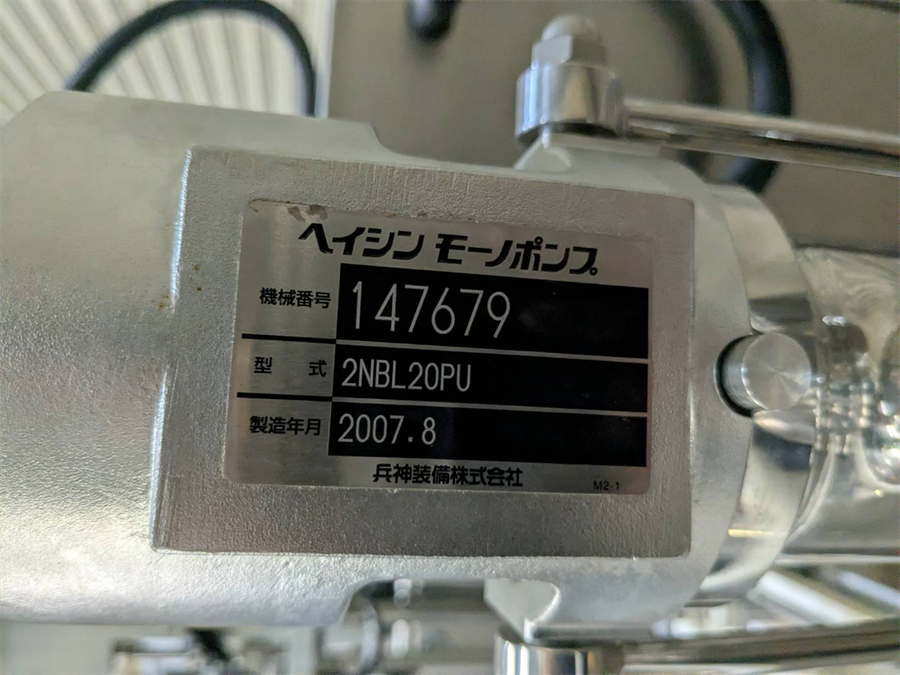 ヘイシン モーノポンプ
機械番号 147679
型 式 2NBL20PU
製造年月 2007.8
兵神装備株式会社
M2-1